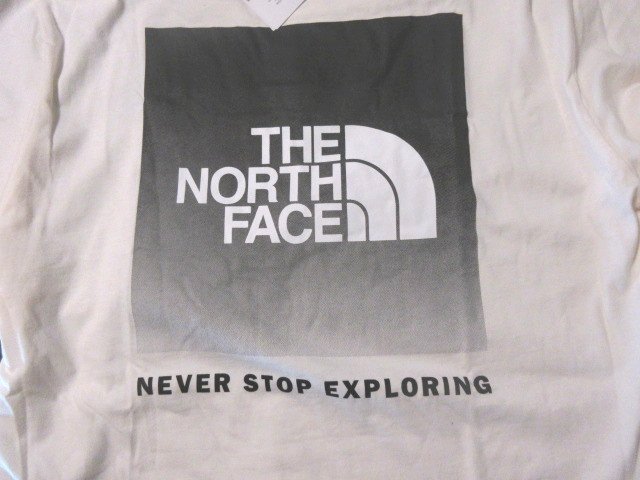 THE
NORTH
FACE
NEVER STOP EXPLORING